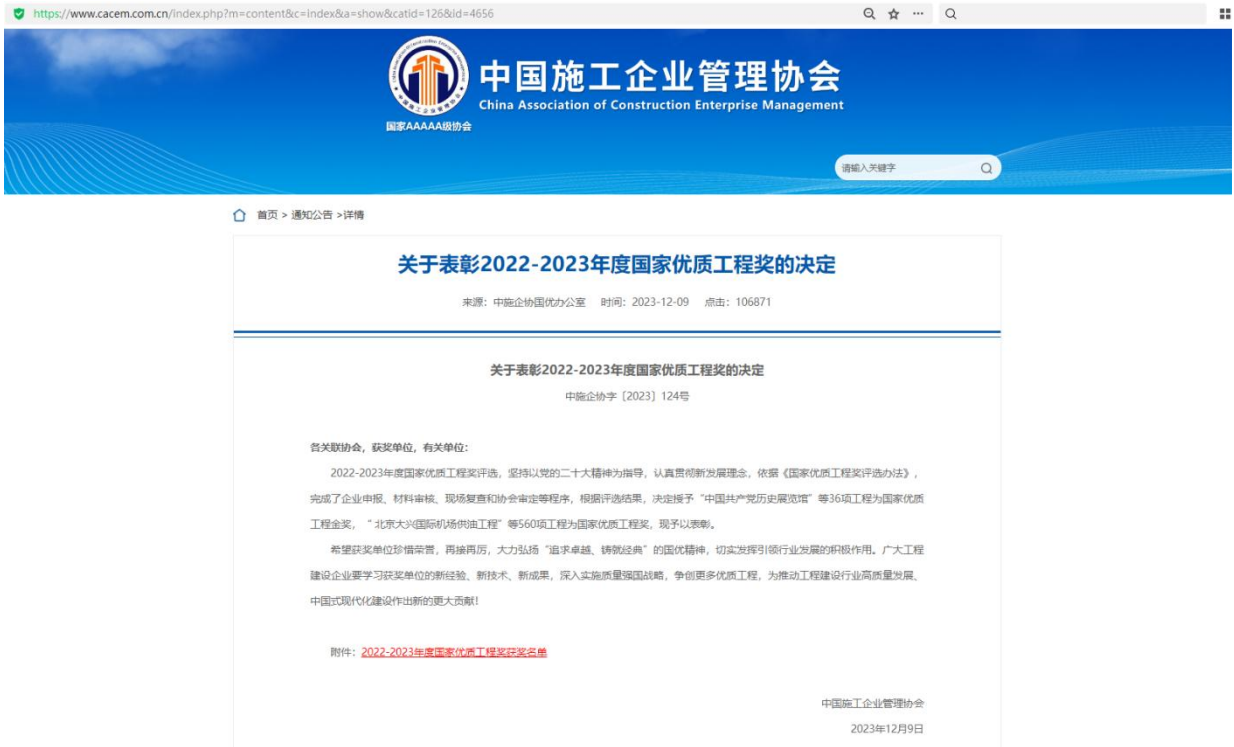 https://www.cacem.com.cn/index.php?m=content&c=index&a=show&catid=126&id=4656
中国施工企业管理协会
China Association of Construction Enterprise Management
国家AAAAA级协会
请输入关键字
首页 > 通知公告 >详情
关于表彰2022-2023年度国家优质工程奖的决定
来源：中施企协国优办公室 时间：2023-12-09 点击：106871
关于表彰2022-2023年度国家优质工程奖的决定
中施企协字〔2023〕124号
各关联协会，获奖单位，有关单位：
2022-2023年度国家优质工程奖评选，坚持以党的二十大精神为指导，认真贯彻新发展理念，依据《国家优质工程奖评选办法》，
完成了企业申报、材料审核、现场复查和协会审定等程序，根据评选结果，决定授予“中国共产党历史展览馆”等36项工程为国家优质
工程金奖，“北京大兴国际机场供油工程”等560项工程为国家优质工程奖，现予以表彰。
希望获奖单位珍惜荣誉，再接再厉，大力弘扬“追求卓越、铸就经典”的国优精神，切实发挥引领行业发展的积极作用。广大工程
建设企业要学习获奖单位的新经验、新技术、新成果，深入实施质量强国战略，争创更多优质工程，为推动工程建设行业高质量发展、
中国式现代化建设作出新的更大贡献！
附件：2022-2023年度国家优质工程奖获奖名单
中国施工企业管理协会
2023年12月9日